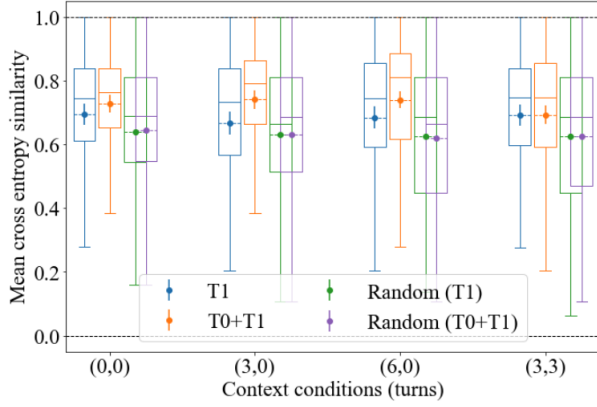 Mean cross entropy similarity
1.0
0.8
0.6
0.4
0.2
0.0
T1
T0+T1
Random (T1)
Random (T0+T1)
(0,0)
(3,0)
(6,0)
(3,3)
Context conditions (turns)